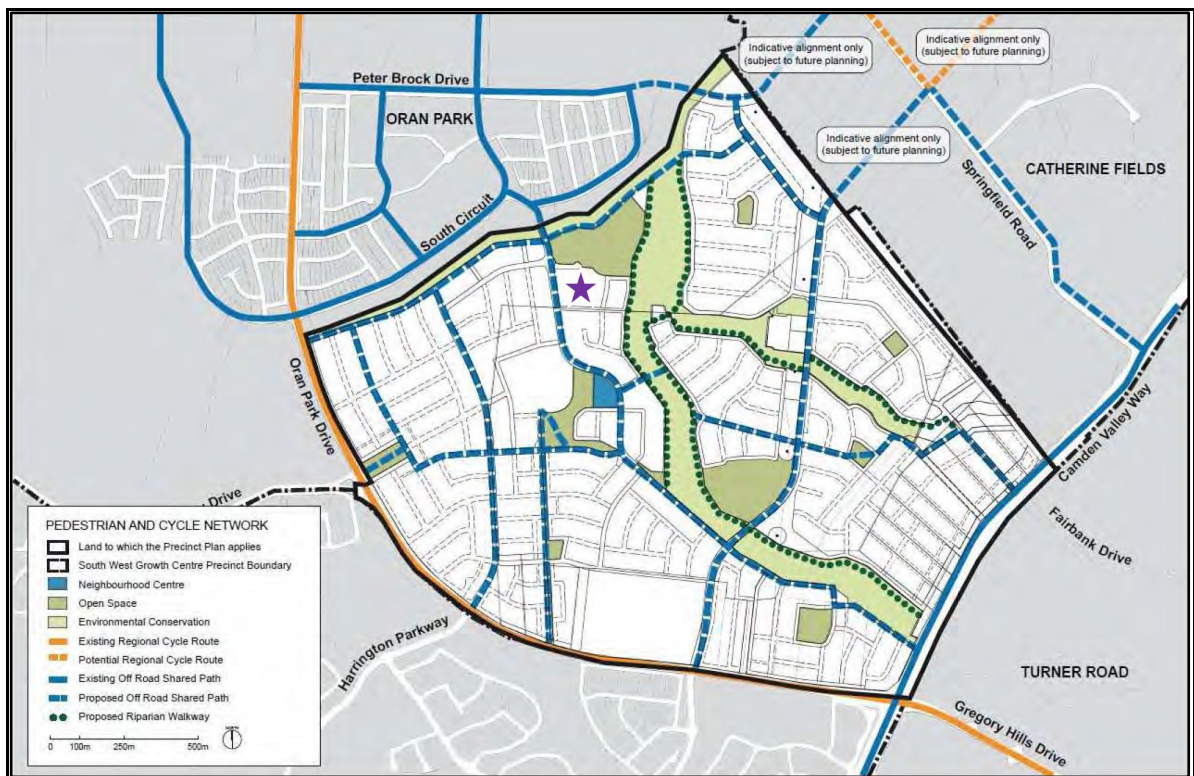 Indicative alignment only
(subject to future planning)
Indicative alignment only
(subject to future planning)
Peter Brock Drive
ORAN PARK
Indicative alignment only
(subject to future planning)
CATHERINE FIELDS
Springfield Road
South Circuit
Oran Park Drive
Camden Valley Way
Drive
Fairbank Drive
Harrington Parkway
TURNER ROAD
Gregory Hills Drive
PEDESTRIAN AND CYCLE NETWORK
Land to which the Precinct Plan applies
South West Growth Centre Precinct Boundary
Neighbourhood Centre
Open Space
Environmental Conservation
Existing Regional Cycle Route
Potential Regional Cycle Route
Existing Off Road Shared Path
Proposed Off Road Shared Path
Proposed Riparian Walkway
0 100m 250m 500m